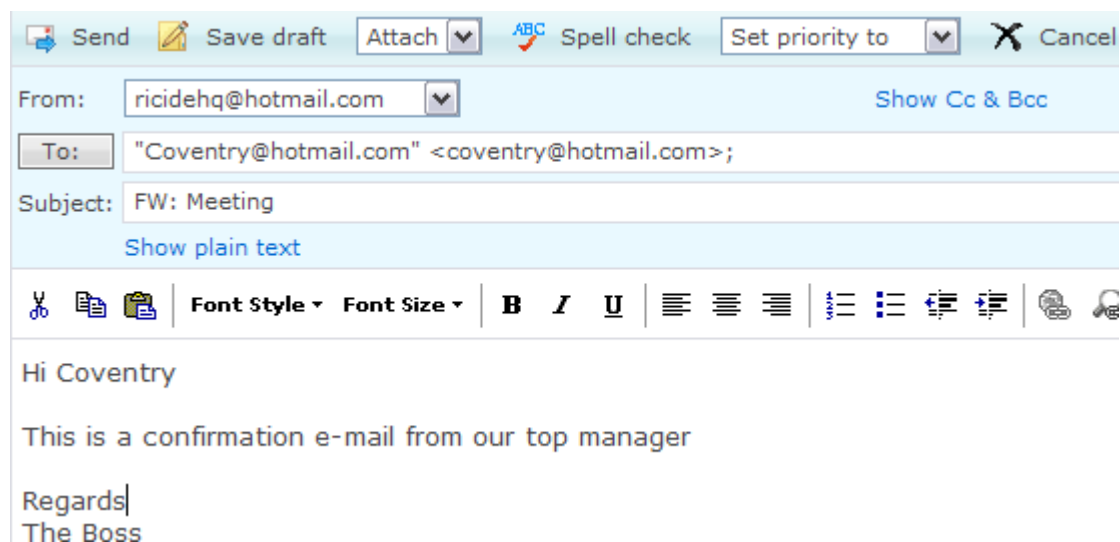 Send Save draft Attach ABC Spell check Set priority to Cancel
From: ricidehq@hotmail.com Show Cc & Bcc
To: "Coventry@hotmail.com" <coventry@hotmail.com>;
Subject: FW: Meeting
Show plain text
Font Style Font Size B I U
Hi Coventry
This is a confirmation e-mail from our top manager
Regards
The Boss